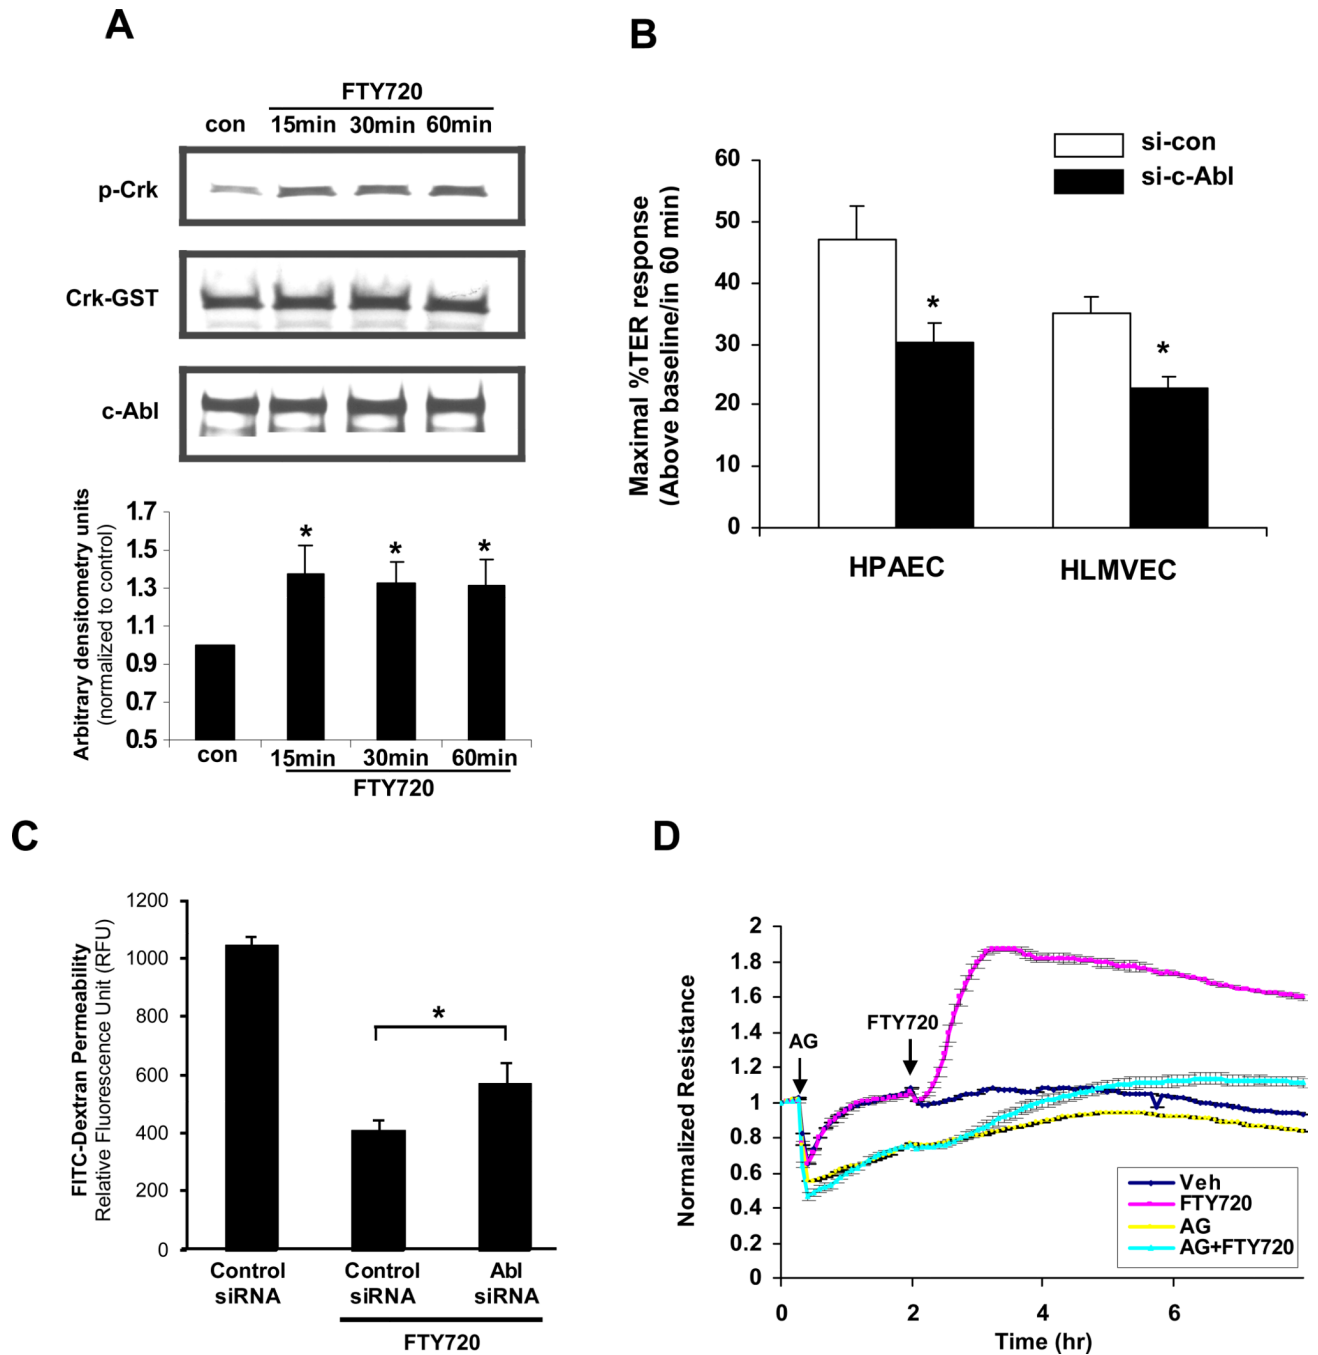 A
FTY720
con 15min 30min 60min
p-Crk
Crk-GST
c-Abl
Arbitrary densitometry units
(normalized to control)
1.7
1.5
1.3
1.1
0.9
0.7
0.5
* * *
con 15min 30min 60min
FTY720
B
si-con
si-c-Abl
Maximal %TER response
(Above baseline/in 60 min)
60
50
40
30
20
10
0
* *
HPAEC HLMVEC
C
FITC-Dextran Permeability
Relative Fluorescence Unit (RFU)
1200
1000
800
600
400
200
0
*
Control
siRNA
Control
siRNA
Abl
siRNA
FTY720
D
Normalized Resistance
2
1.8
1.6
1.4
1.2
1
0.8
0.6
0.4
0.2
0
AG
FTY720
Veh
FTY720
AG
AG+FTY720
0 2 4 6
Time (hr)